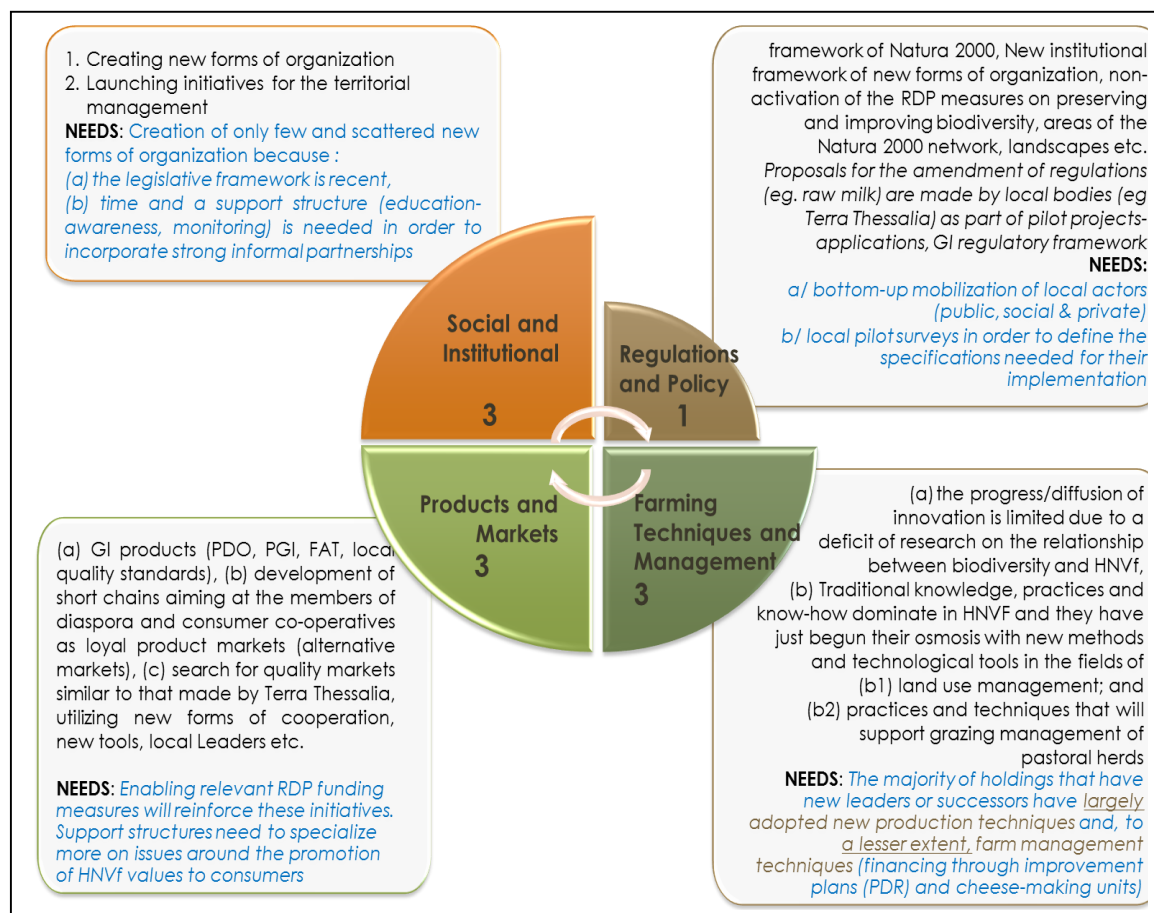 1. Creating new forms of organization
2. Launching initiatives for the territorial
management
NEEDS: Creation of only few and scattered new
forms of organization because :
(a) the legislative framework is recent,
(b) time and a support structure (education-
awareness, monitoring) is needed in order to
incorporate strong informal partnerships
framework of Natura 2000, New institutional
framework of new forms of organization, non-
activation of the RDP measures on preserving
and improving biodiversity, areas of the
Natura 2000 network, landscapes etc.
Proposals for the amendment of regulations
(eg. raw milk) are made by local bodies (eg
Terra Thessalia) as part of pilot projects-
applications, GI regulatory framework
NEEDS:
a/ bottom-up mobilization of local actors
(public, social & private)
b/ local pilot surveys in order to define the
specifications needed for their
implementation
Social and
Institutional
3
Regulations
and Policy
1
Products and
Markets
3
Farming
Techniques and
Management
3
(a) GI products (PDO, PGI, FAT, local
quality standards), (b) development of
short chains aiming at the members of
diaspora and consumer co-operatives
as loyal product markets (alternative
markets), (c) search for quality markets
similar to that made by Terra Thessalia,
utilizing new forms of cooperation,
new tools, local Leaders etc.
NEEDS: Enabling relevant RDP funding
measures will reinforce these initiatives.
Support structures need to specialize
more on issues around the promotion
of HNVf values to consumers
(a) the progress/diffusion of
innovation is limited due to a
deficit of research on the relationship
between biodiversity and HNVf,
(b) Traditional knowledge, practices and
know-how dominate in HNVF and they have
just begun their osmosis with new methods
and technological tools in the fields of
(b1) land use management; and
(b2) practices and techniques that will
support grazing management of
pastoral herds
NEEDS: The majority of holdings that have
new leaders or successors have largely
adopted new production techniques and, to
a lesser extent, farm management
techniques (financing through improvement
plans (PDR) and cheese-making units)